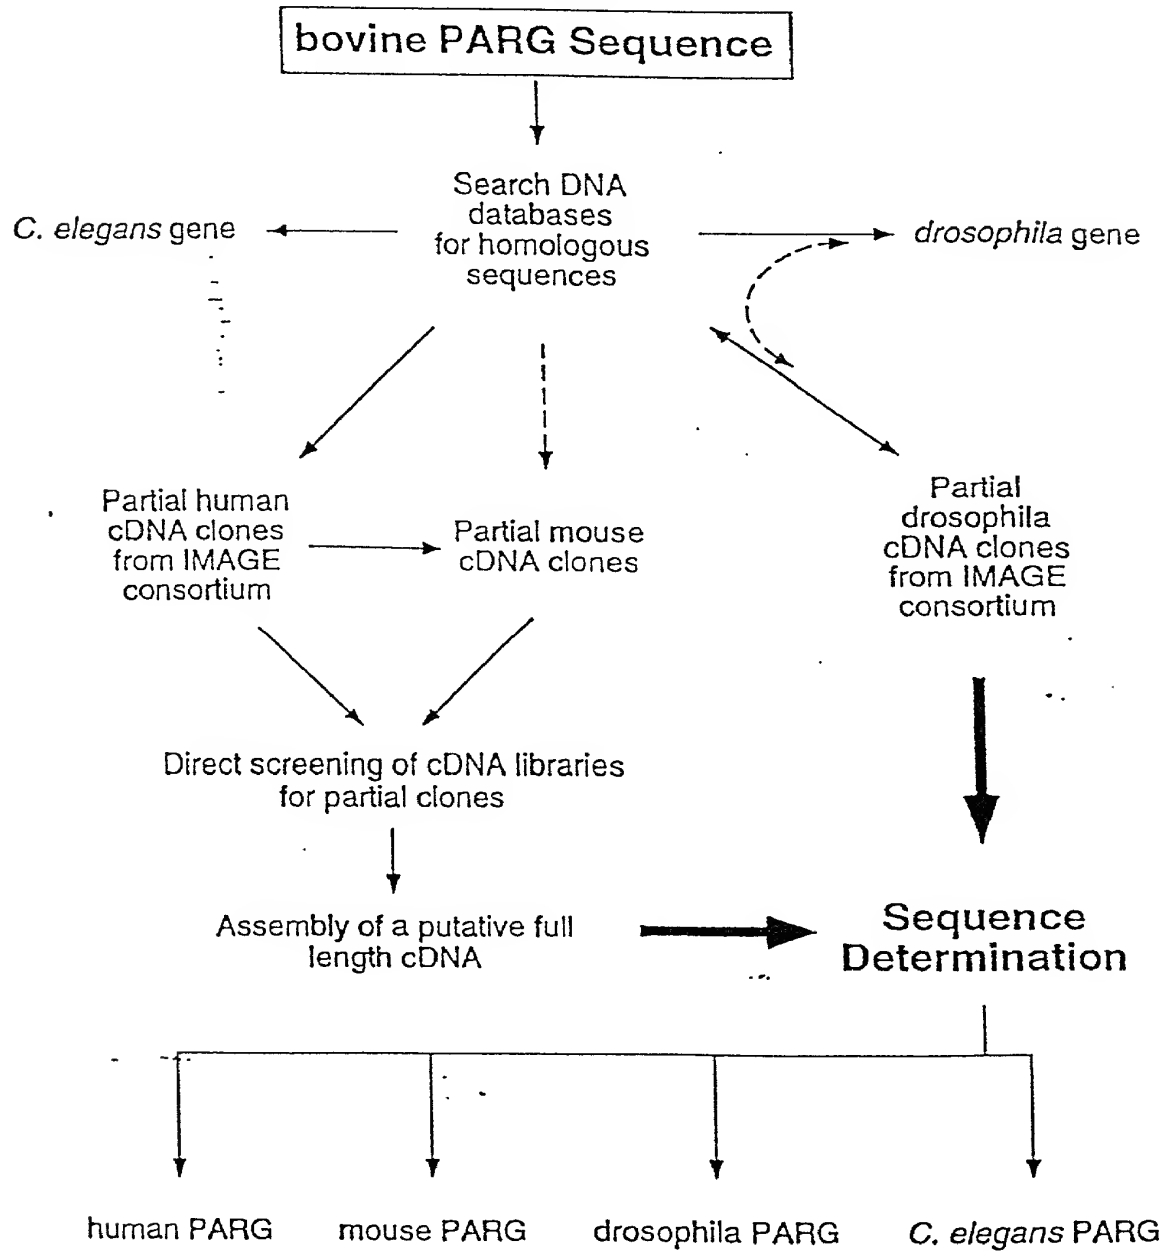 bovine PARG Sequence
Search DNA
databases
for homologous
sequences
C. elegans gene
drosophila gene
Partial human
cDNA clones
from IMAGE
consortium
Partial mouse
cDNA clones
Partial
drosophila
cDNA clones
from IMAGE
consortium
Direct screening of cDNA libraries
for partial clones
Assembly of a putative full
length cDNA
Sequence
Determination
human PARG
mouse PARG
drosophila PARG
C. elegans PARG